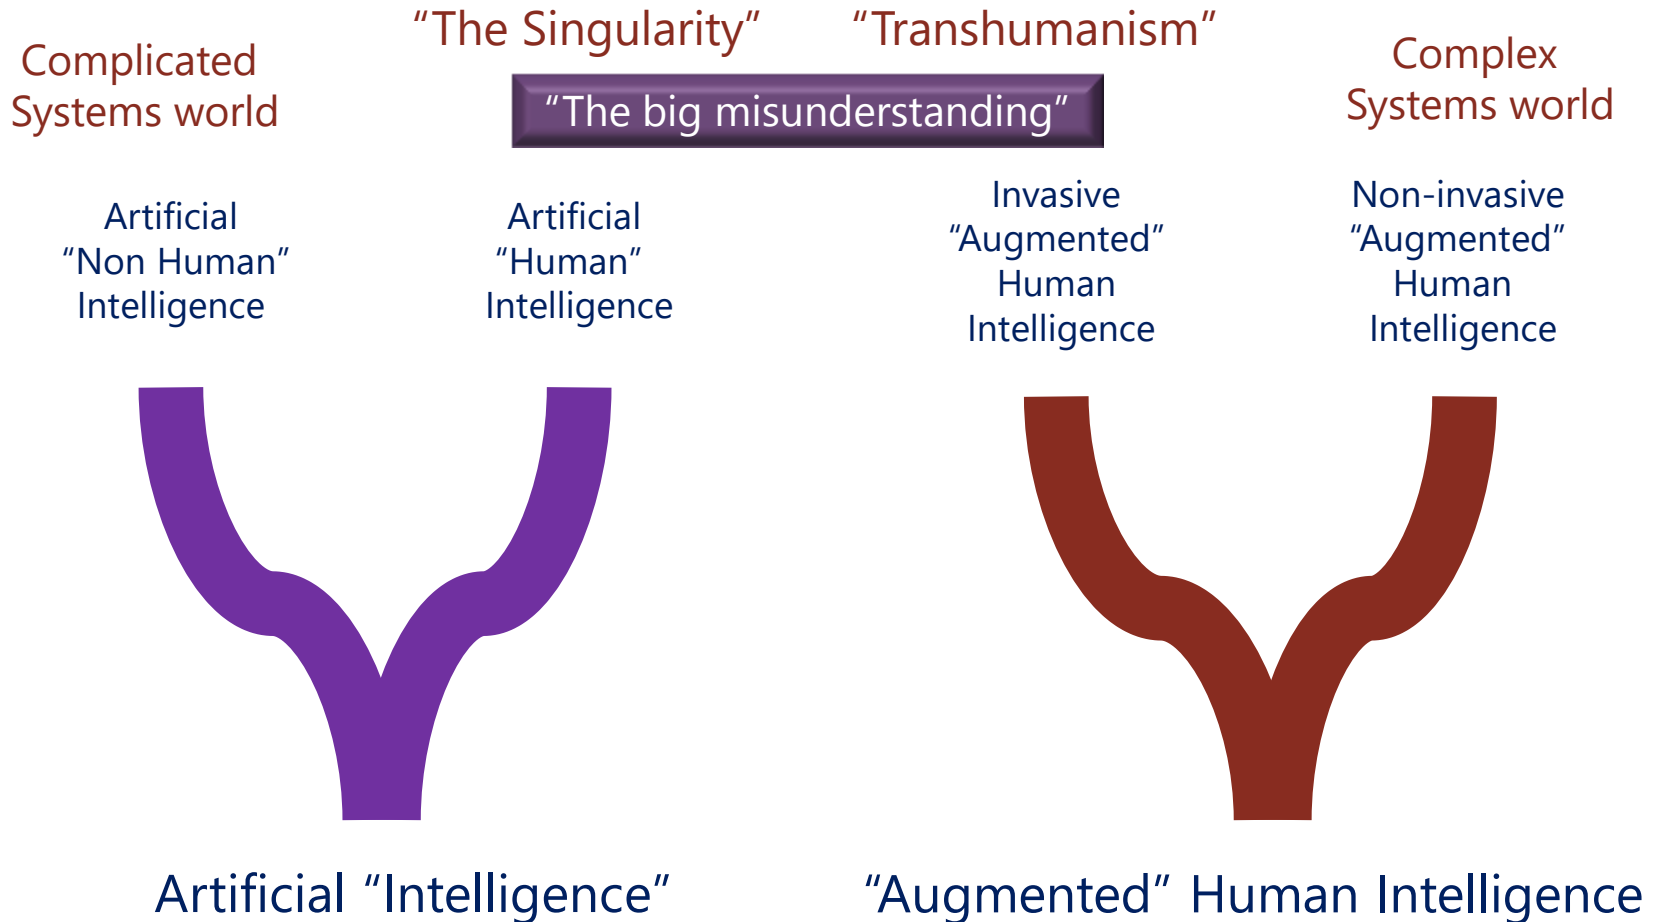 “The Singularity”
“Transhumanism”
Complicated
Systems world
“The big misunderstanding”
Complex
Systems world
Artificial
“Non Human”
Intelligence
Artificial
“Human”
Intelligence
Invasive
“Augmented”
Human
Intelligence
Non-invasive
“Augmented”
Human
Intelligence
Artificial “Intelligence”
“Augmented” Human Intelligence